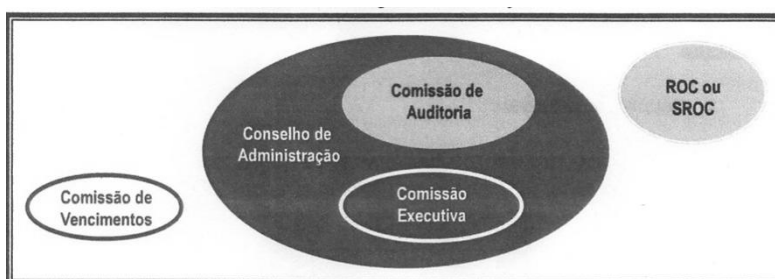 Comissão de
Auditoria
ROC ou
SROC
Conselho de
Administração
Comissão de
Vencimentos
Comissão
Executiva